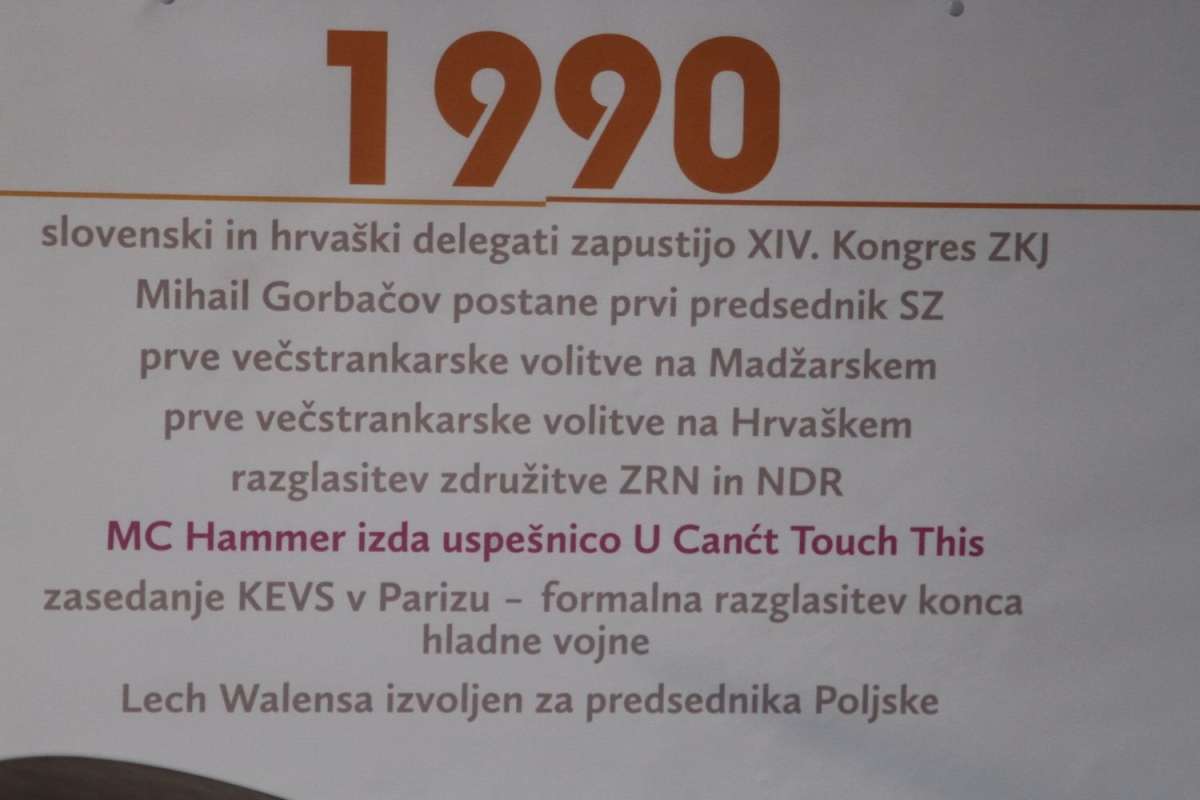 1990
slovenski in hrvaški delegati zapustijo XIV. Kongres ZKJ
Mihail Gorbačov postane prvi predsednik SZ
prve večstrankarske volitve na Madžarskem
prve večstrankarske volitve na Hrvaškem
razglasitev združitve ZRN in NDR
MC Hammer izda uspešnico U Canćt Touch This
zasedanje KEVS v Parizu – formalna razglasitev konca
hladne vojne
Lech Walensa izvoljen za predsednika Poljske